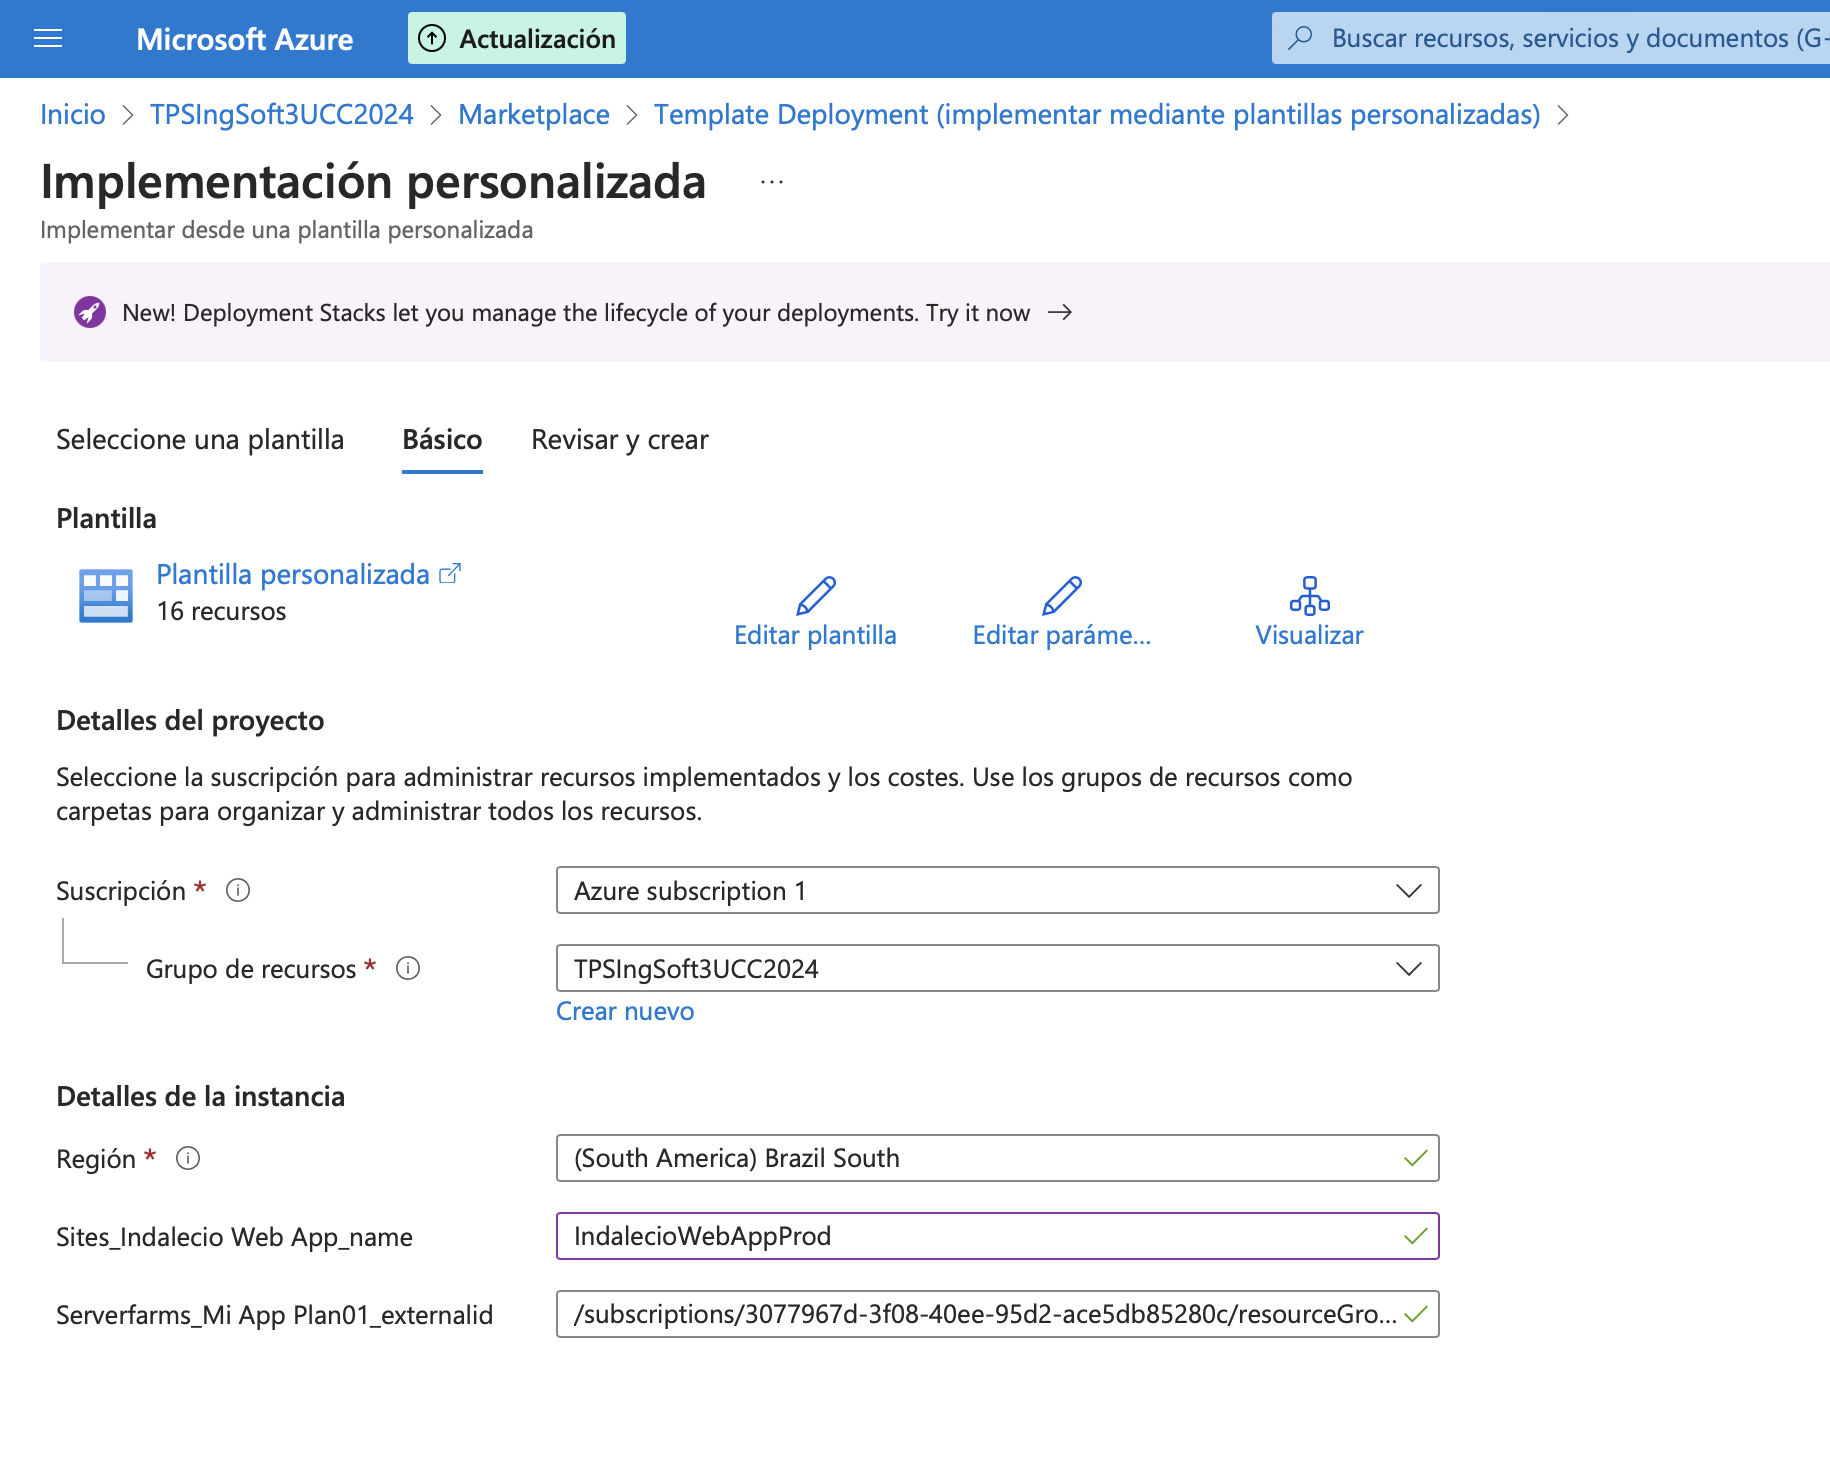 Microsoft Azure
Actualización
Buscar recursos, servicios y documentos (G-
Inicio > TPSIngSoft3UCC2024 > Marketplace > Template Deployment (implementar mediante plantillas personalizadas) >
Implementación personalizada ...
Implementar desde una plantilla personalizada
New! Deployment Stacks let you manage the lifecycle of your deployments. Try it now →
Seleccione una plantilla
Básico
Revisar y crear
Plantilla
Plantilla personalizada
16 recursos
Editar plantilla
Editar paráme...
Visualizar
Detalles del proyecto
Seleccione la suscripción para administrar recursos implementados y los costes. Use los grupos de recursos como
carpetas para organizar y administrar todos los recursos.
Suscripción *
Azure subscription 1
Grupo de recursos *
TPSIngSoft3UCC2024
Crear nuevo
Detalles de la instancia
Región *
(South America) Brazil South
Sites_Indalecio Web App_name
IndalecioWebAppProd
Serverfarms_Mi App Plan01_externalid
/subscriptions/3077967d-3f08-40ee-95d2-ace5db85280c/resourceGro...